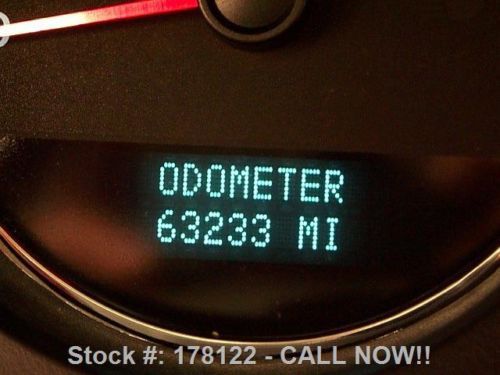 ODOMETER
63233 MI
Stock #: 178122 - CALL NOW!!